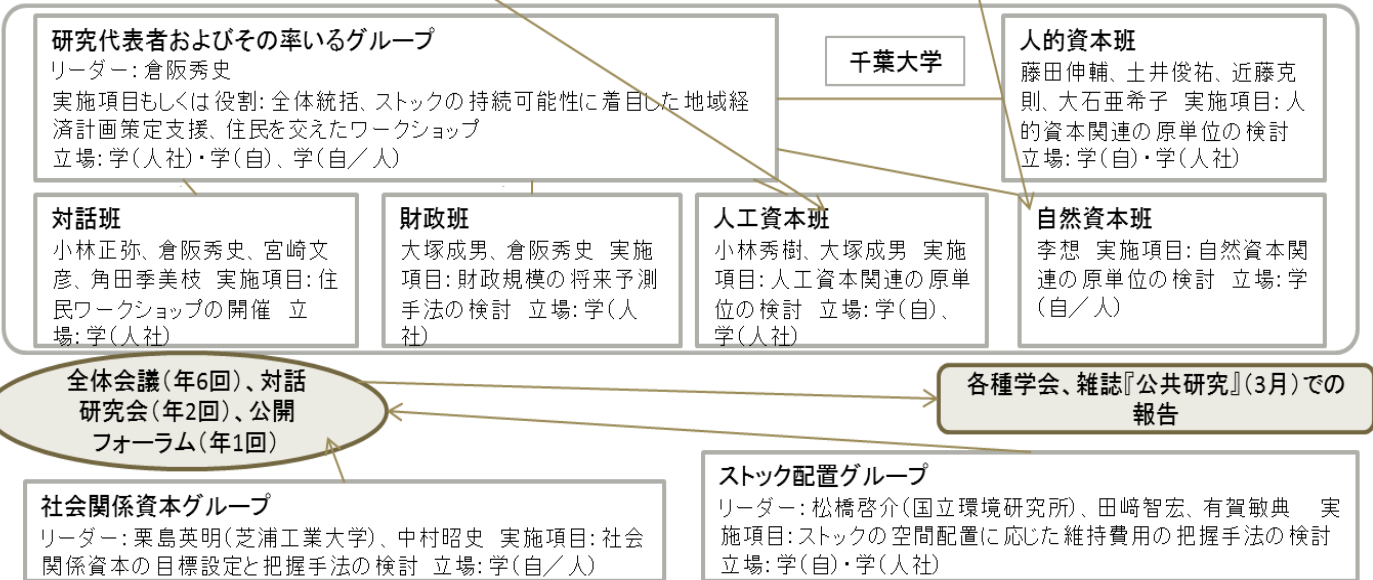 研究代表者およびその率いるグループ
リーダー：倉阪秀史
実施項目もしくは役割：全体統括、ストックの持続可能性に着目した地域経
済計画策定支援、住民を交えたワークショップ
立場：学（人社）・学（自）、学（自／人）
千葉大学
人的資本班
藤田伸輔、土井俊祐、近藤克
則、大石亜希子 実施項目：人
的資本関連の原単位の検討
立場：学（自）・学（人社）
対話班
小林正弥、倉阪秀史、宮崎文
彦、角田季美枝 実施項目：住
民ワークショップの開催 立
場：学（人社）
財政班
大塚成男、倉阪秀史 実施
項目：財政規模の将来予測
手法の検討 立場：学（人
社）
人工資本班
小林秀樹、大塚成男 実施
項目：人工資本関連の原単
位の検討 立場：学（自）、
学（人社）
自然資本班
李想 実施項目：自然資本関
連の原単位の検討 立場：学
（自／人）
全体会議（年6回）、対話
研究会（年2回）、公開
フォーラム（年1回）
各種学会、雑誌『公共研究』（3月）での
報告
社会関係資本グループ
リーダー：栗島英明（芝浦工業大学）、中村昭史 実施項目：社会
関係資本の目標設定と把握手法の検討 立場：学（自／人）
ストック配置グループ
リーダー：松橋啓介（国立環境研究所）、田崎智宏、有賀敏典 実
施項目：ストックの空間配置に応じた維持費用の把握手法の検討
立場：学（自）・学（人社）